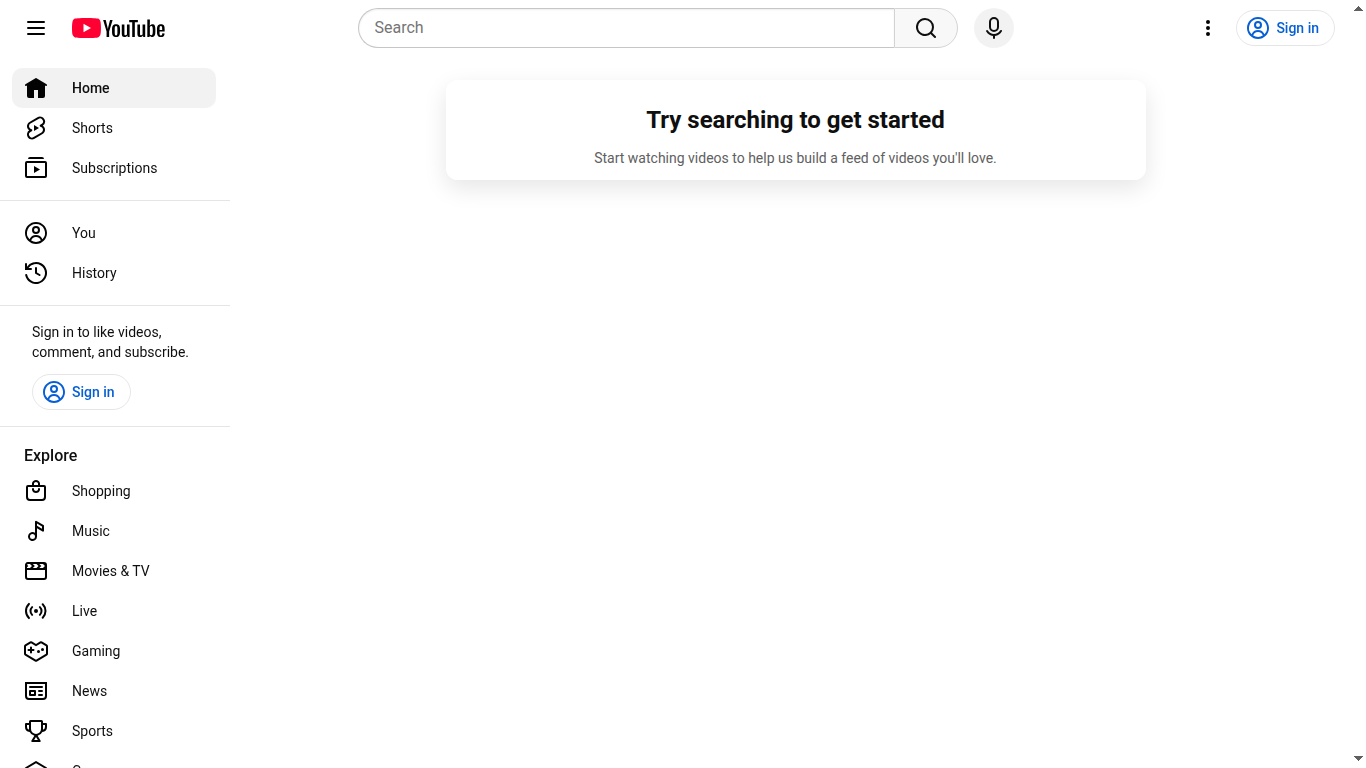 YouTube
Search
Sign in
Home
Shorts
Subscriptions
You
History
Sign in to like videos,
comment, and subscribe.
Sign in
Explore
Shopping
Music
Movies & TV
Live
Gaming
News
Sports
Try searching to get started
Start watching videos to help us build a feed of videos you'll love.